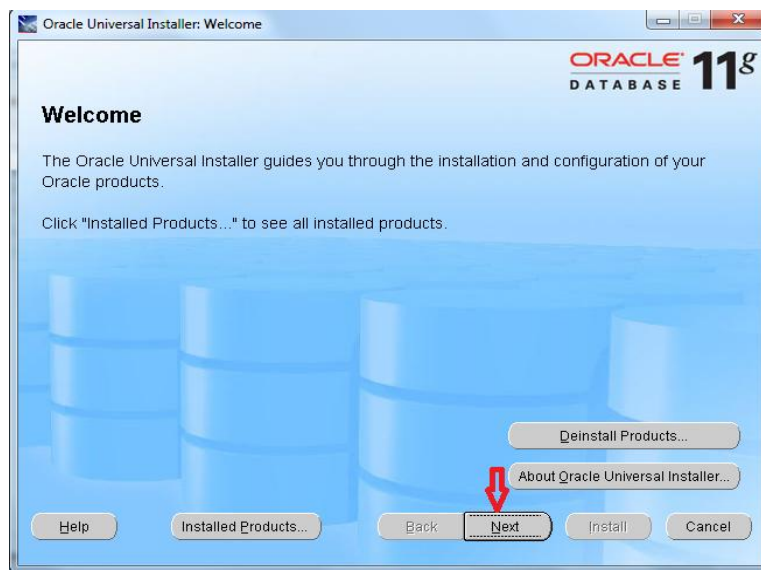 Oracle Universal Installer: Welcome
ORACLE
DATABASE 11g
Welcome
The Oracle Universal Installer guides you through the installation and configuration of your
Oracle products.
Click "Installed Products..." to see all installed products.
Deinstall Products...
About Oracle Universal Installer...
Help Installed Products... Back Next Install Cancel